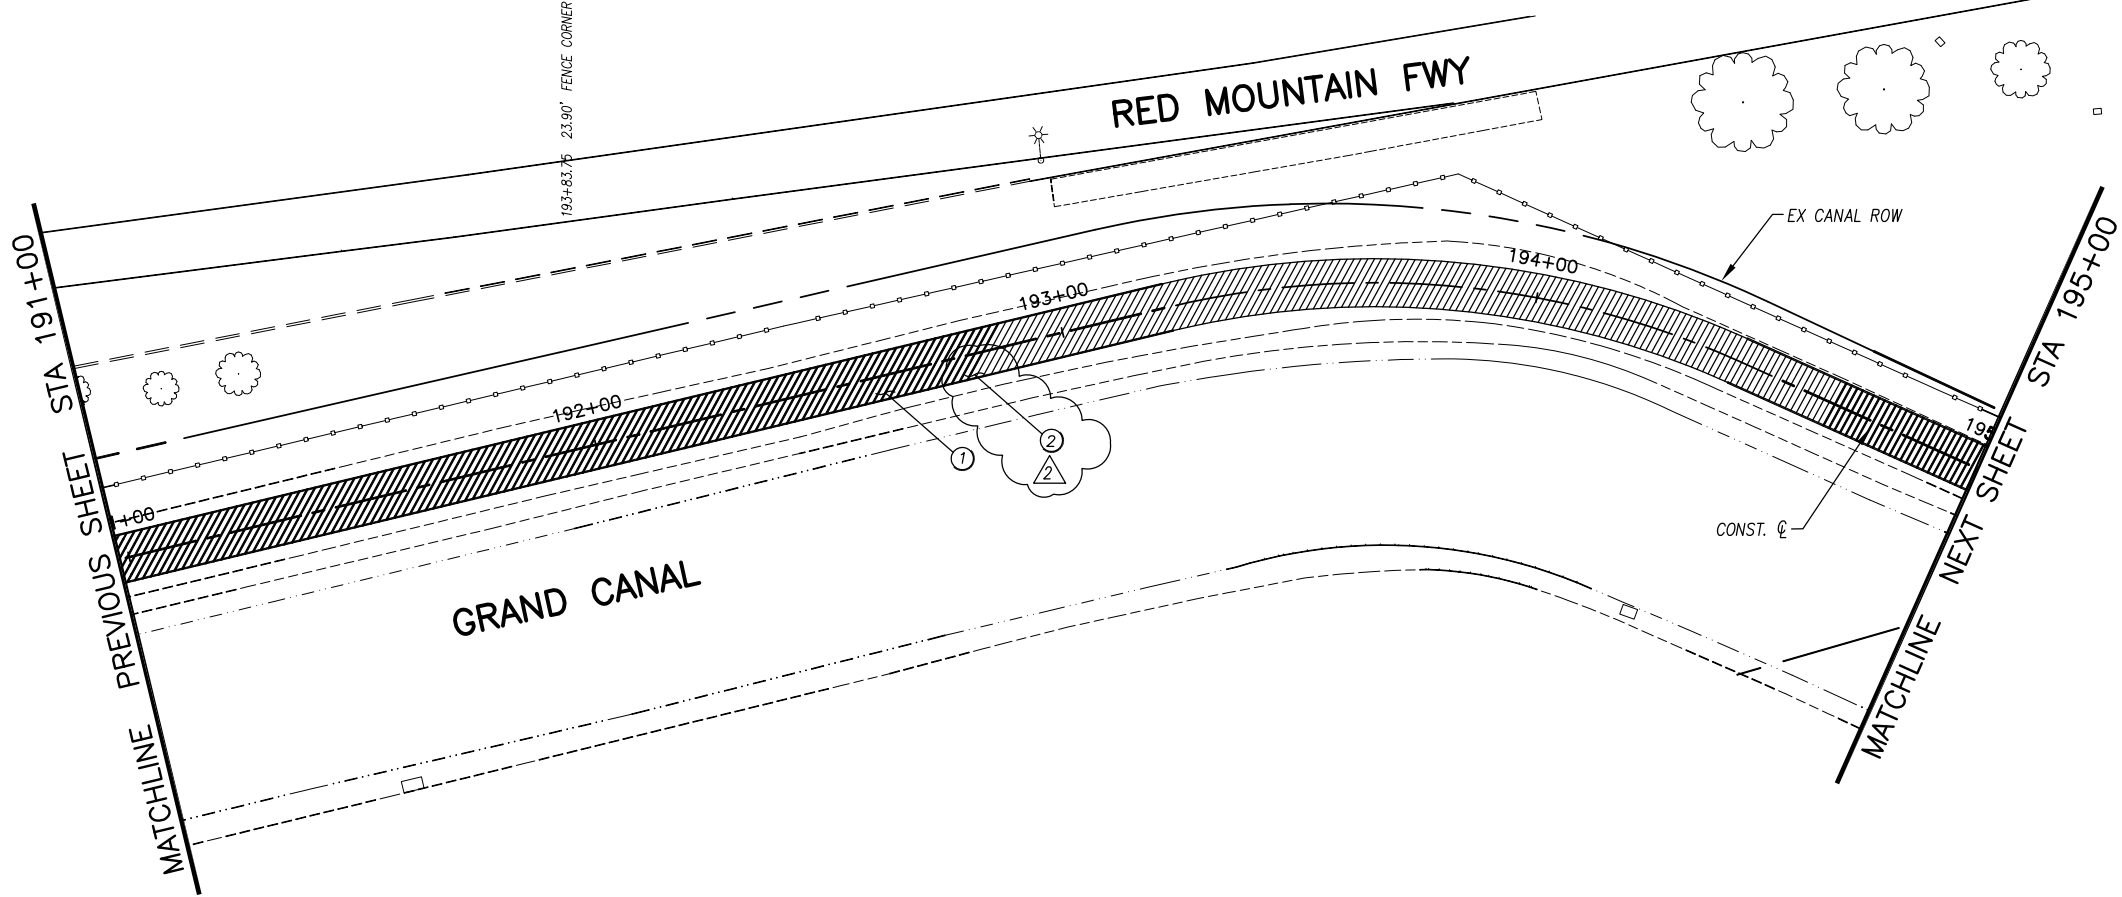 193+83.75 23.90' FENCE CORNER
RED MOUNTAIN FWY
EX CANAL ROW
MATCHLINE PREVIOUS SHEET STA 191+00
MATCHLINE NEXT SHEET STA 195+00
1+00
192+00
193+00
194+00
195
1
2
2
CONST. ℄
GRAND CANAL